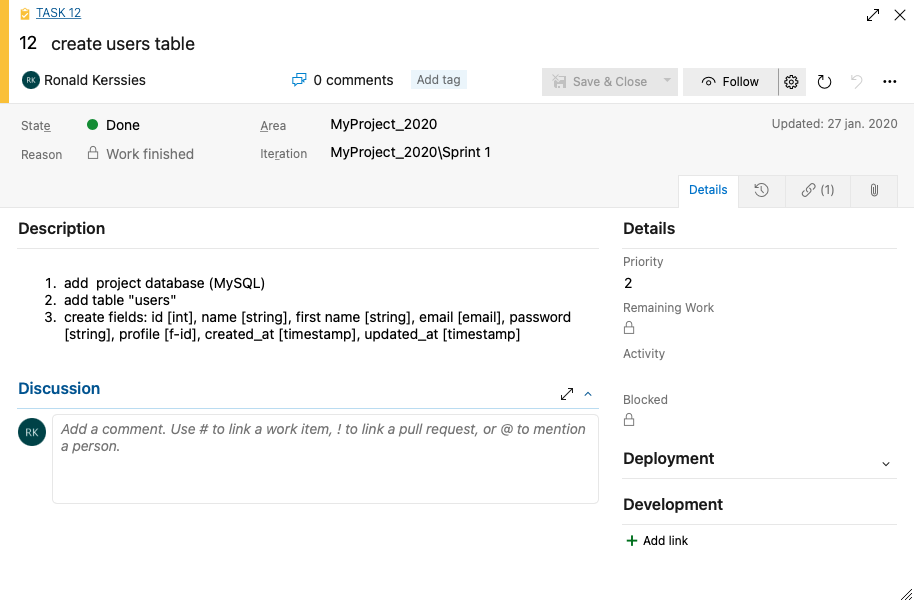 TASK 12
12 create users table
RK Ronald Kerssies
0 comments
Add tag
Save & Close
Follow
State Done
Area MyProject_2020
Updated: 27 jan. 2020
Reason Work finished
Iteration MyProject_2020\Sprint 1
Details
(1)
Description
1. add  project database (MySQL)
2. add table "users"
3. create fields: id [int], name [string], first name [string], email [email], password
[string], profile [f-id], created_at [timestamp], updated_at [timestamp]
Discussion
RK
Add a comment. Use # to link a work item, ! to link a pull request, or @ to mention
a person.
Details
Priority
2
Remaining Work
Activity
Blocked
Deployment
Development
+ Add link